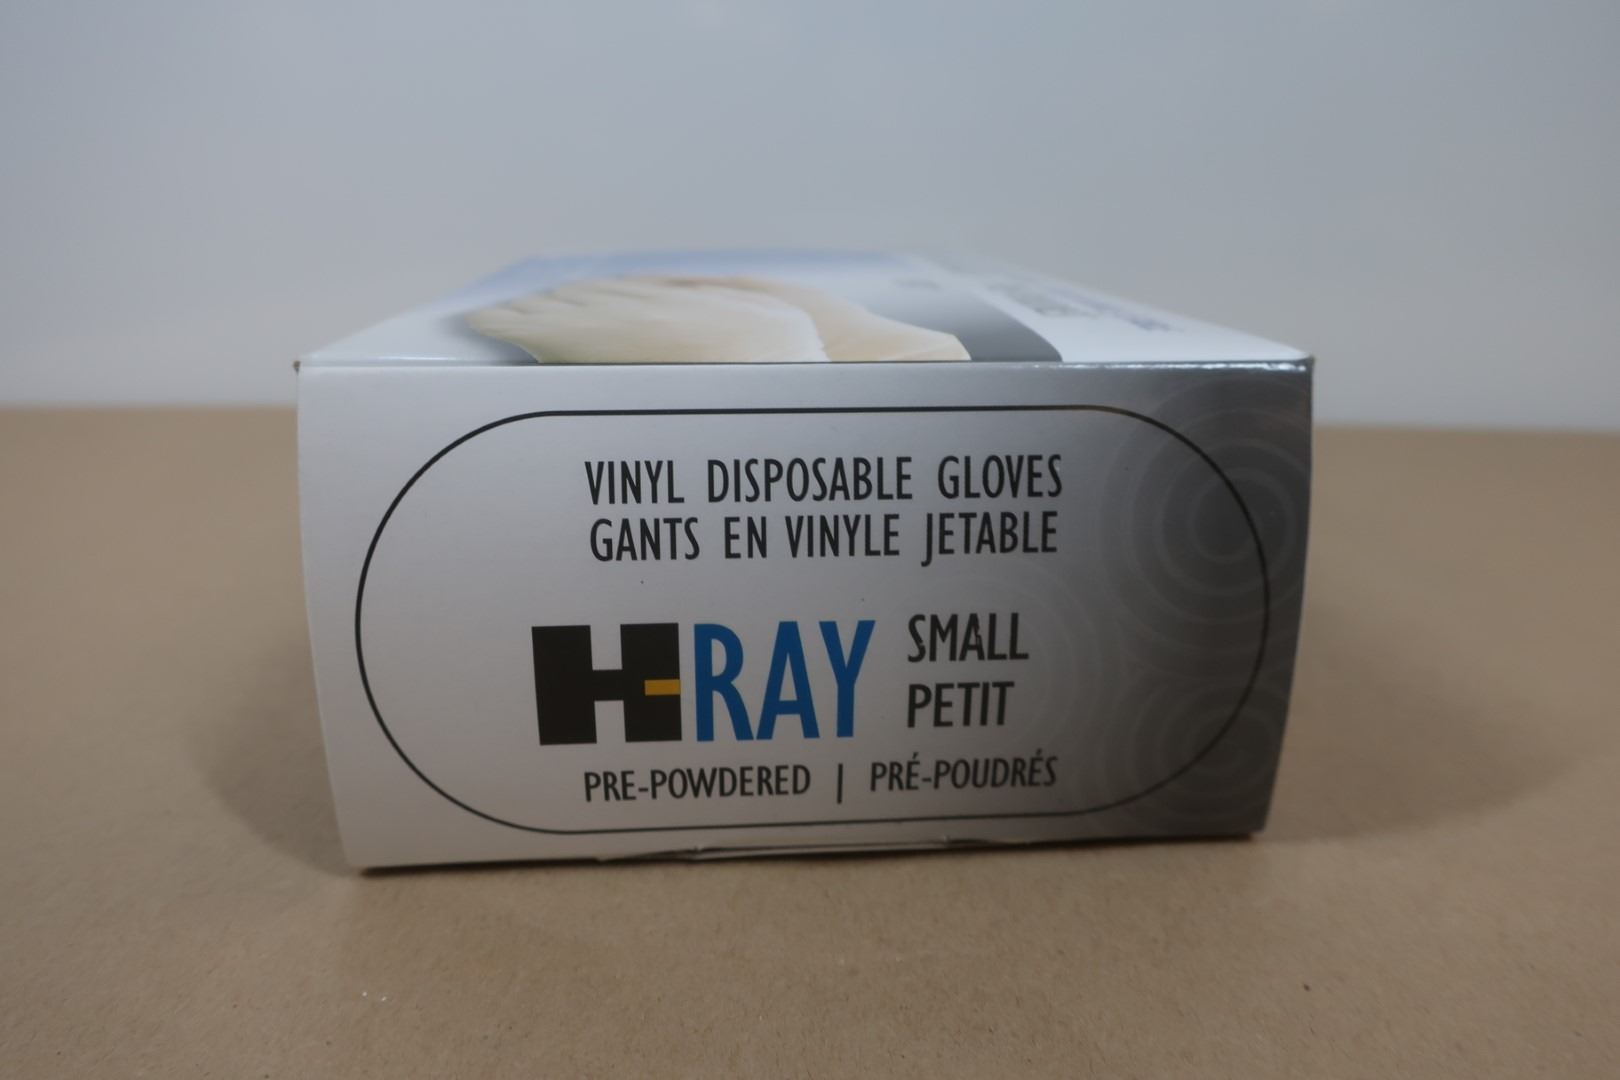 VINYL DISPOSABLE GLOVES
GANTS EN VINYLE JETABLE
H-RAY
SMALL
PETIT
PRE-POWDERED | PRÉ-POUDRÉS